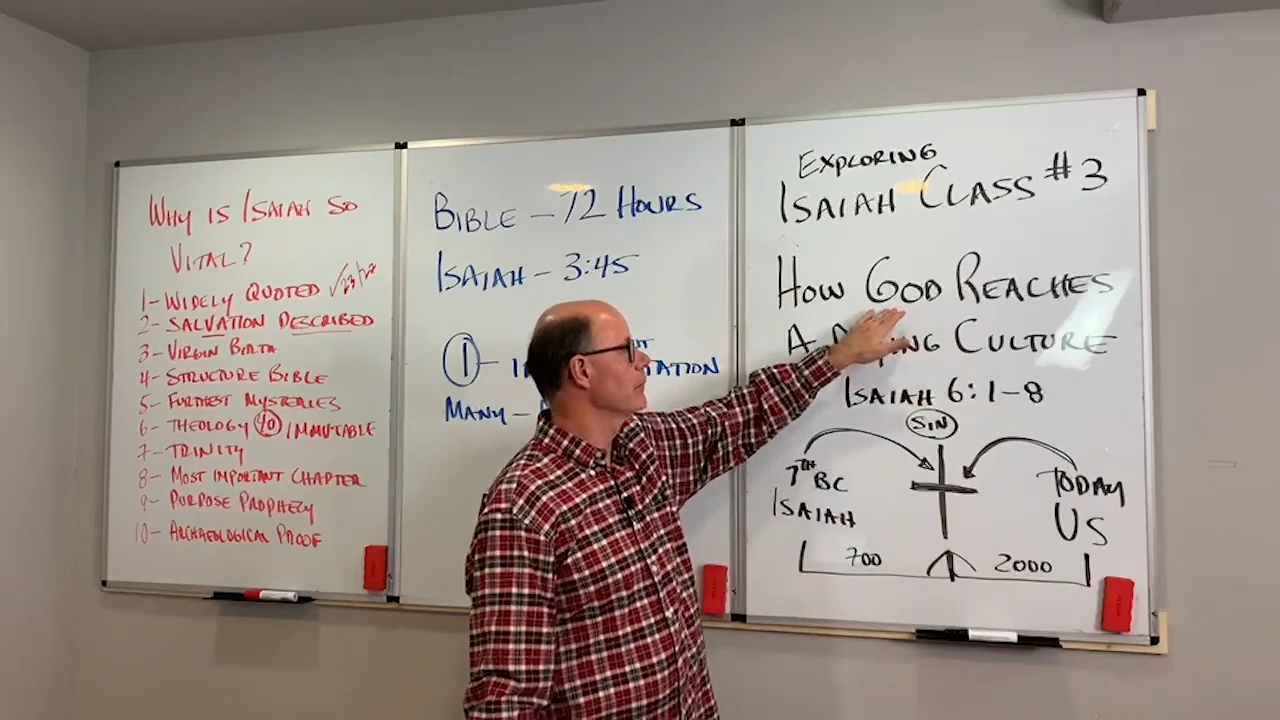 WHY IS ISAIAH SO
VITAL?
1- WIDELY QUOTED
2- SALVATION DESCRIBED
3- VIRGIN BIRTH
4- STRUCTURE BIBLE
5- FURTHEST MYSTERIES
6- THEOLOGY 40 IMMUTABLE
7- TRINITY
8- MOST IMPORTANT CHAPTER
9- PURPOSE PROPHECY
10- ARCHAEOLOGICAL PROOF
BIBLE - 72 HOURS
ISAIAH - 3:45
1 -
MANY -
EXPLORING
ISAIAH CLASS #3
HOW GOD REACHES
A CULTURE
ISAIAH 6:1-8
SIN
7TH BC
ISAIAH
TODAY
US
700
2000